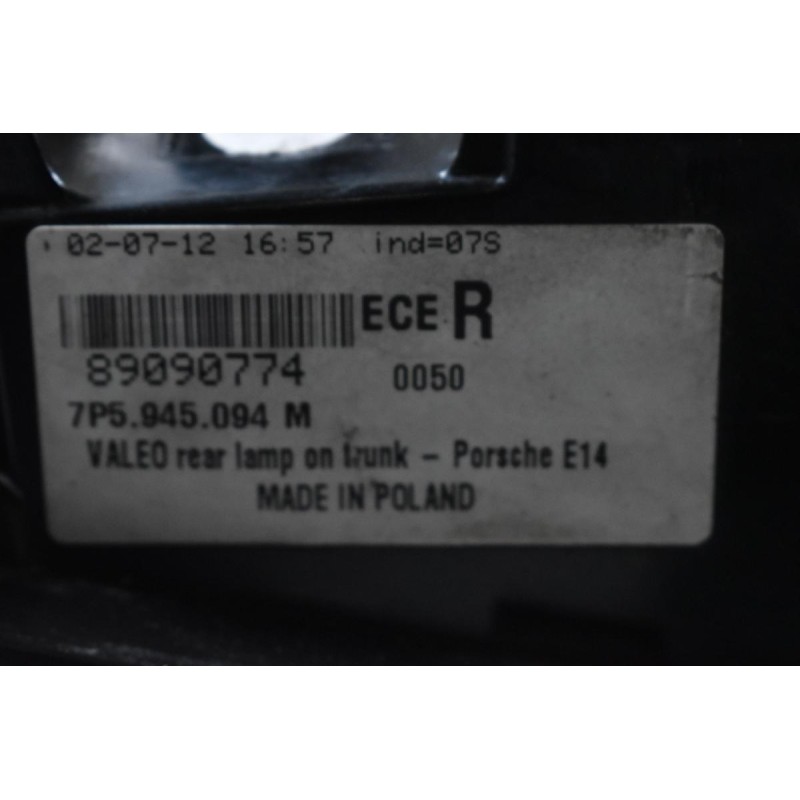 02-07-12 16:57 ind=07S
ECE R
89090774 0050
7P5.945.094 M
VALEO rear lamp on trunk – Porsche E14
MADE IN POLAND